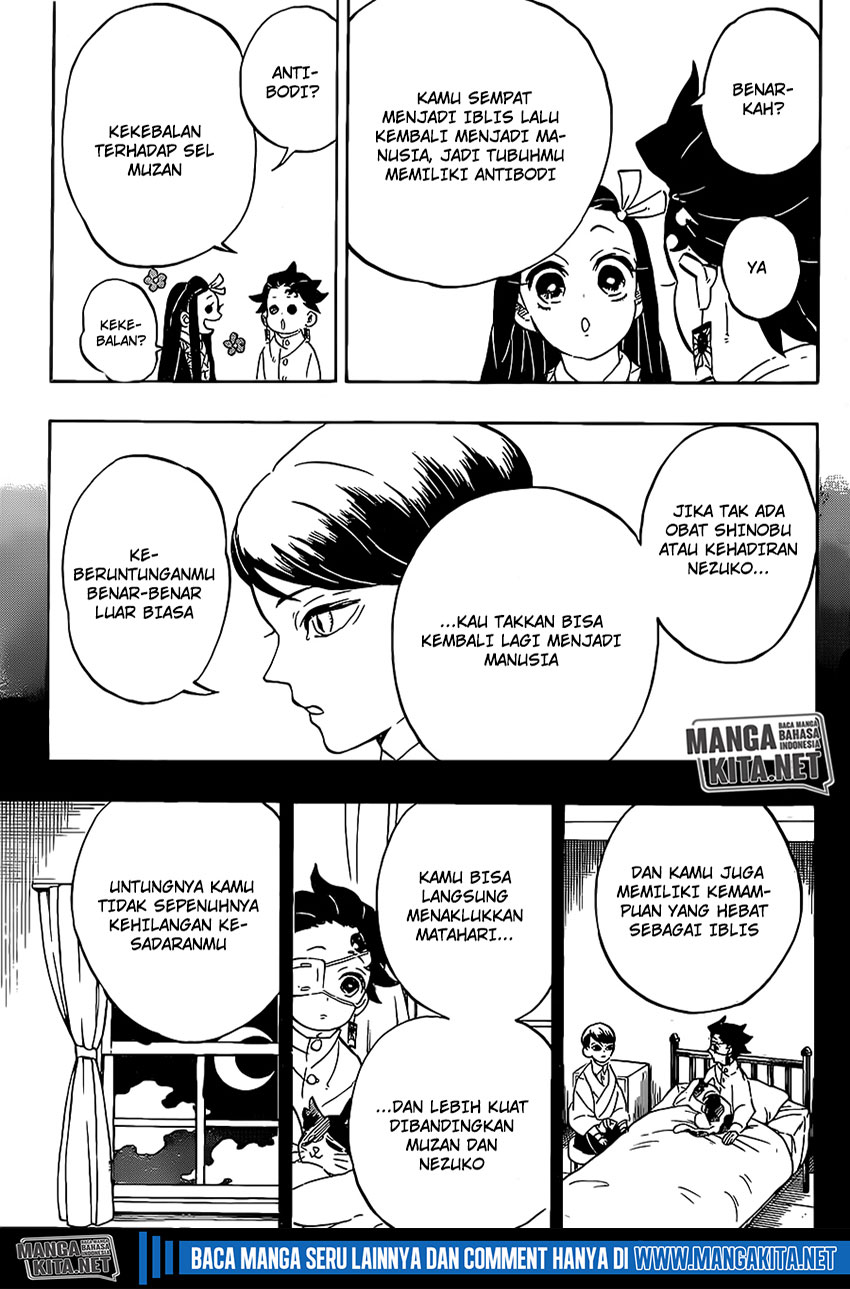 BENAR-
KAH?
YA
KAMU SEMPAT
MENJADI IBLIS LALU
KEMBALI MENJADI MA-
NUSIA, JADI TUBUHMU
MEMILIKI ANTIBODI
ANTI-
BODI?
KEKEBALAN
TERHADAP SEL
MUZAN
KEKE-
BALAN?
JIKA TAK ADA
OBAT SHINOBU
ATAU KEHADIRAN
NEZUKO...
...KAU TAKKAN BISA
KEMBALI LAGI MENJADI
MANUSIA
KE-
BERUNTUNGANMU
BENAR-BENAR
LUAR BIASA
MANGA
KITA.NET
BACA MANGA
BAHASA
INDONESIA
DAN KAMU JUGA
MEMILIKI KEMAM-
PUAN YANG HEBAT
SEBAGAI IBLIS
KAMU BISA
LANGSUNG
MENAKLUKKAN
MATAHARI...
...DAN LEBIH KUAT
DIBANDINGKAN
MUZAN DAN
NEZUKO
UNTUNGNYA KAMU
TIDAK SEPENUHNYA
KEHILANGAN KE-
SADARANMU
MANGA
KITA.NET
BACA MANGA
BAHASA
INDONESIA
BACA MANGA SERU LAINNYA DAN COMMENT HANYA DI WWW.MANGAKITA.NET